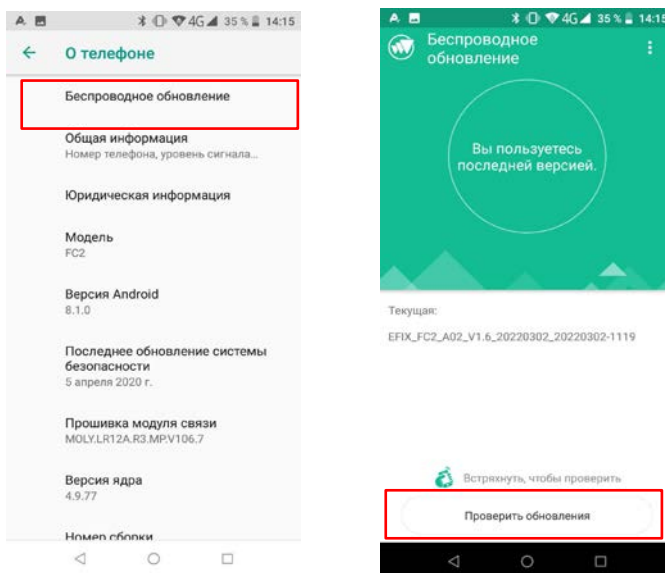 4G 35 % 14:15
О телефоне
Беспроводное обновление
Общая информация
Номер телефона, уровень сигнала...
Юридическая информация
Модель
FC2
Версия Android
8.1.0
Последнее обновление системы
безопасности
5 апреля 2020 г.
Прошивка модуля связи
MOLY.LR12A.R3.MP.V106.7
Версия ядра
4.9.77
Номер сборки
4G 35 % 14:15
Беспроводное
обновление
Вы пользуетесь
последней версией.
Текущая:
EFIX_FC2_A02_V1.6_20220302_20220302-1119
Встряхнуть, чтобы проверить
Проверить обновления